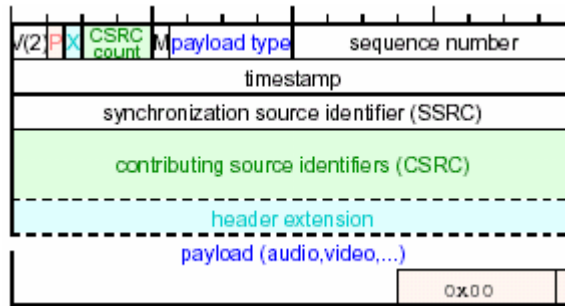 V(2) P X CSRC count M payload type sequence number
timestamp
synchronization source identifier (SSRC)
contributing source identifiers (CSRC)
header extension
payload (audio,video,...)
0x00